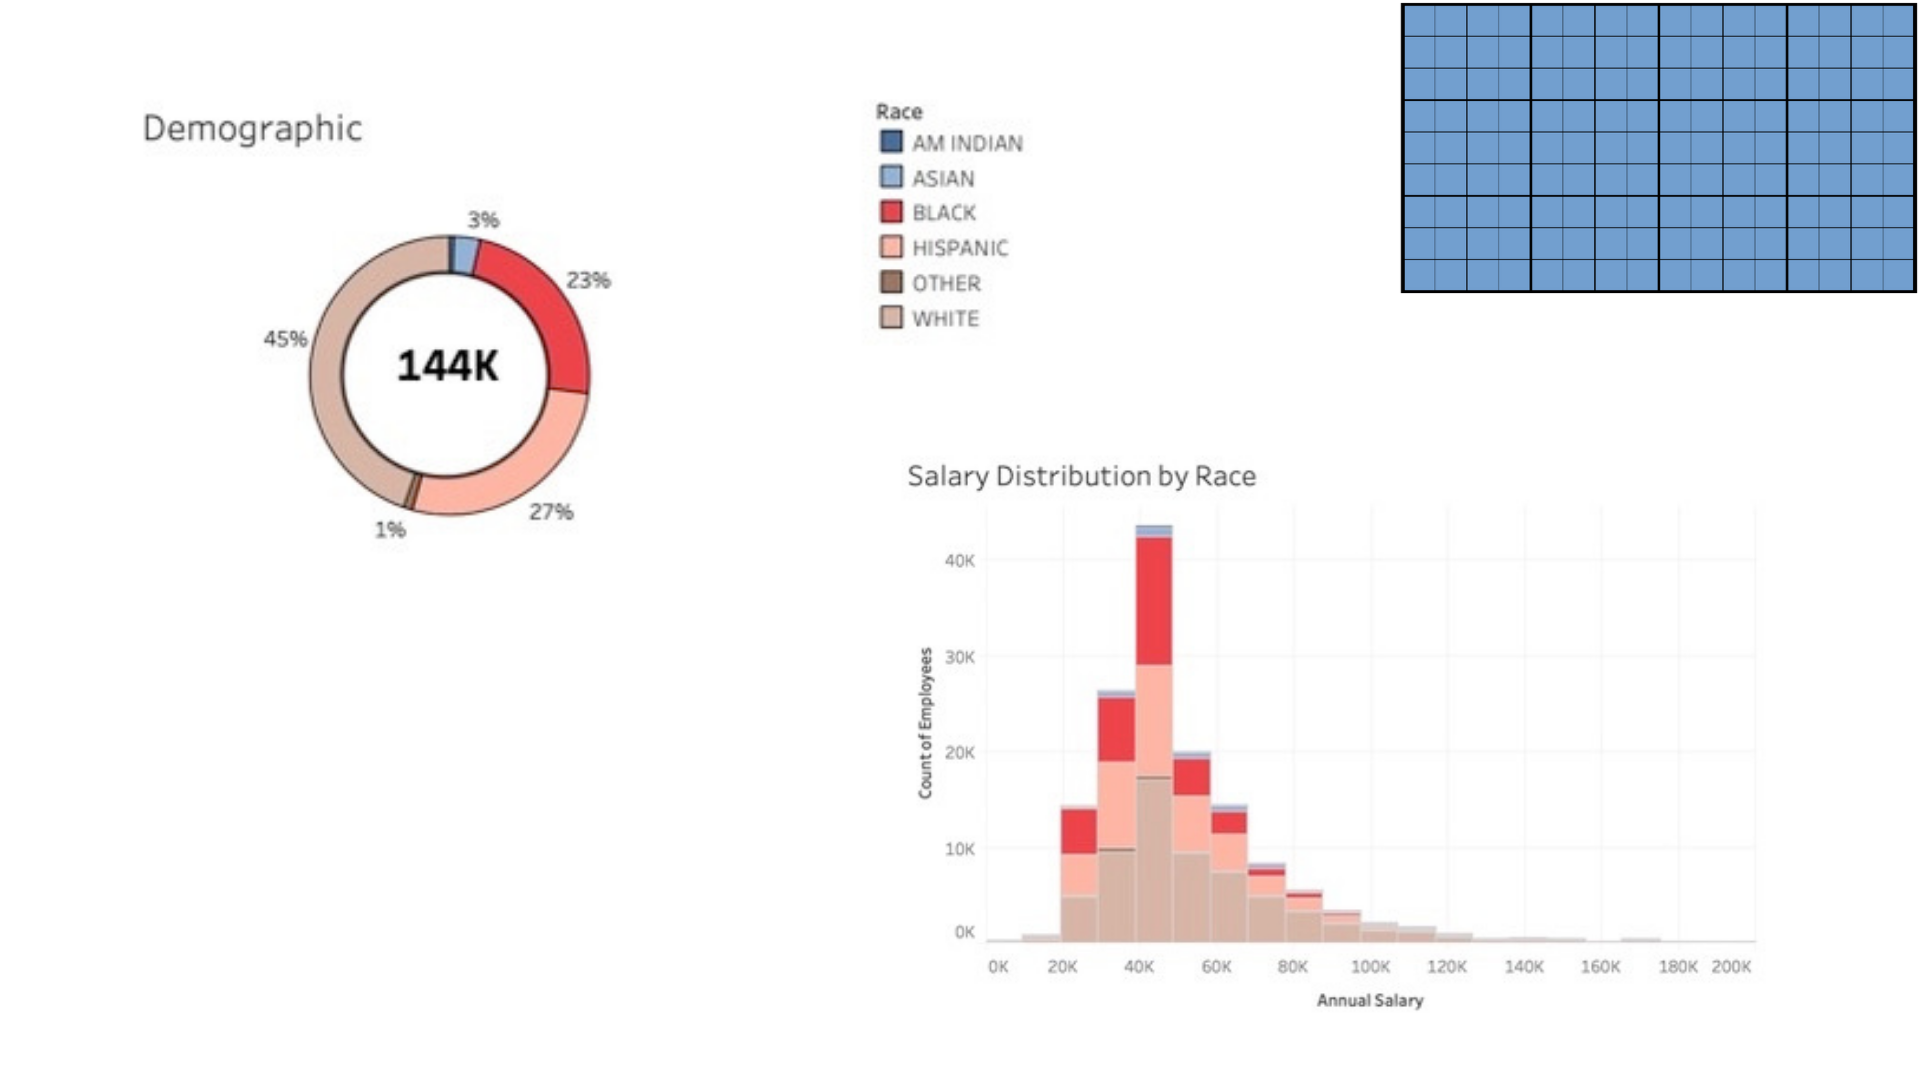 Demographic
3%
23%
45%
144K
27%
1%
Race
AM INDIAN
ASIAN
BLACK
HISPANIC
OTHER
WHITE
Salary Distribution by Race
Count of Employees
40K
30K
20K
10K
0K
0K 20K 40K 60K 80K 100K 120K 140K 160K 180K 200K
Annual Salary